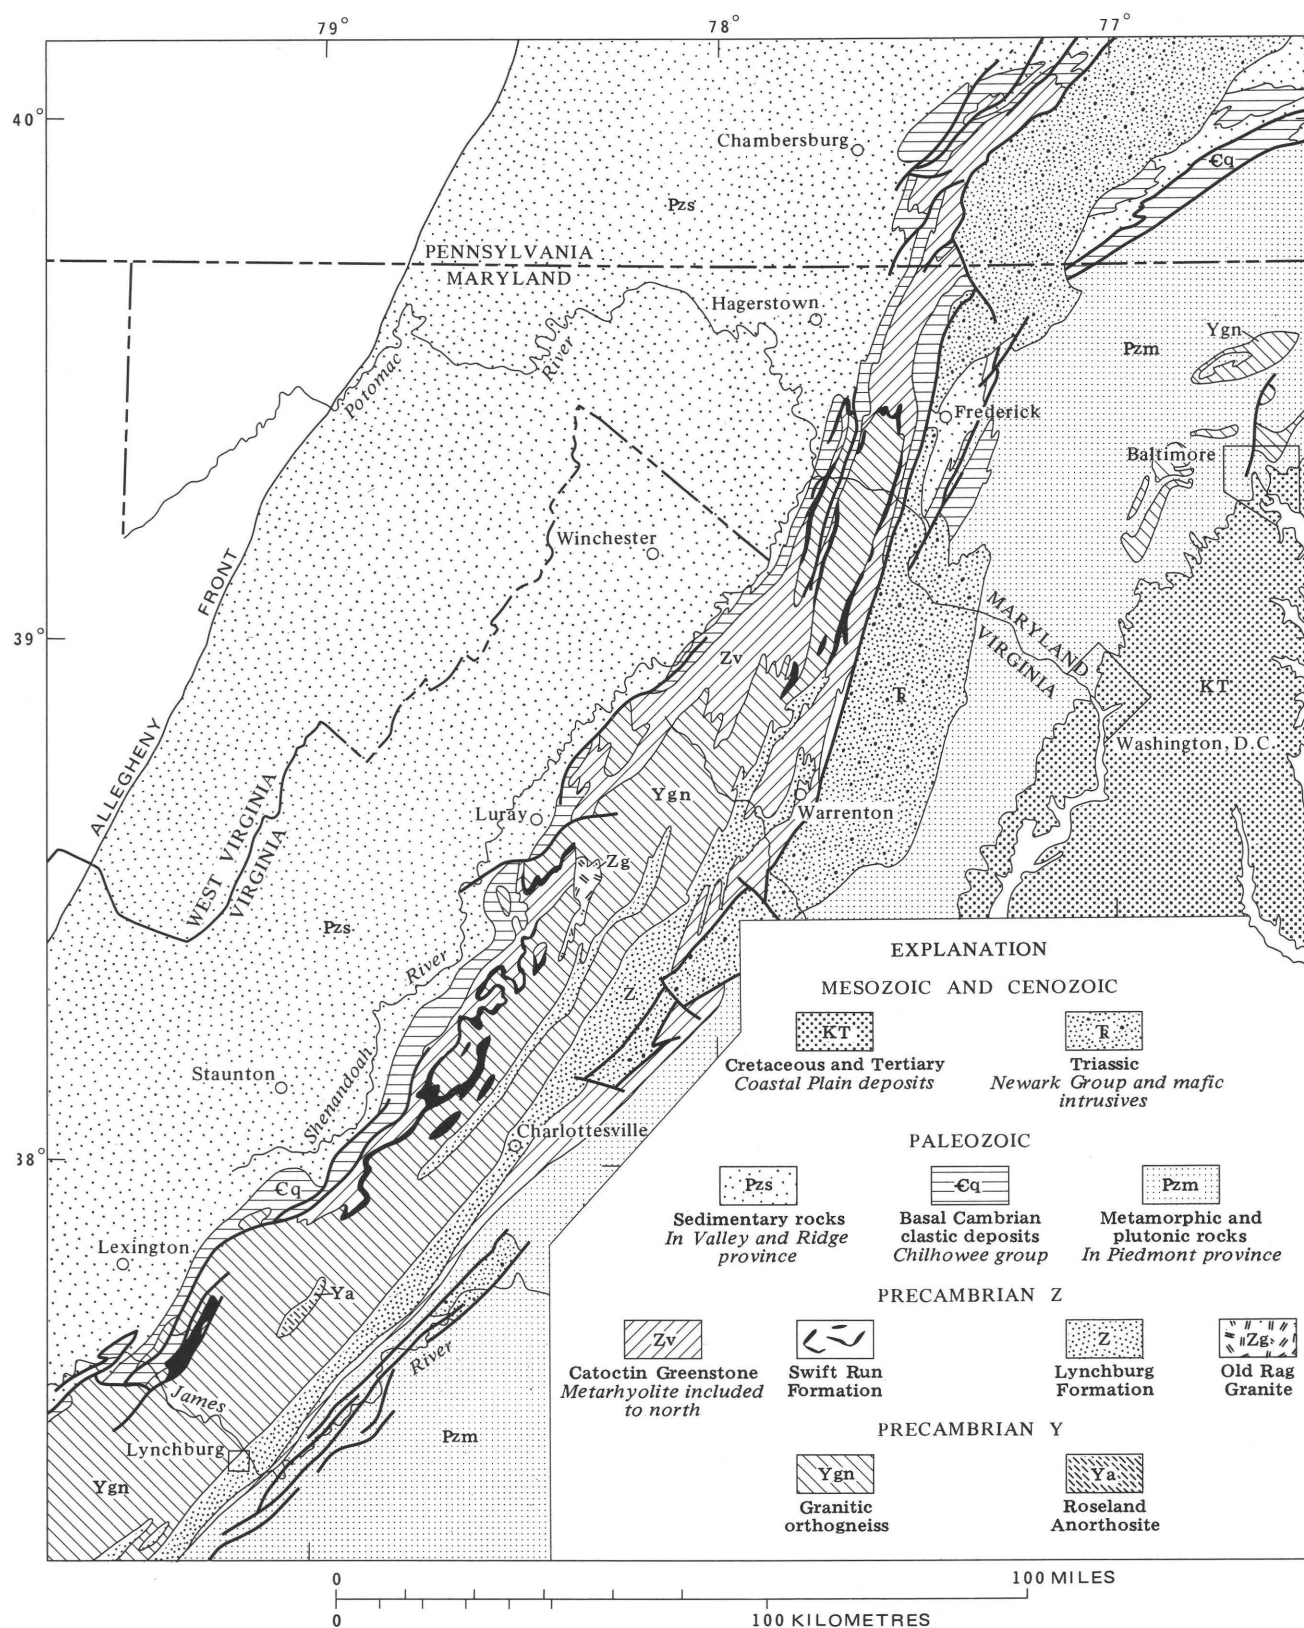 79°
78°
77°
40°
Chambersburg
Ꞓq
Pzs
PENNSYLVANIA
MARYLAND
Hagerstown
Ygn
Potomac
River
Pzm
Frederick
Baltimore
Winchester
FRONT
MARYLAND
VIRGINIA
39°
Zv
KT
TR
ALLEGHENY
Washington, D.C.
Ygn
WEST VIRGINIA
VIRGINIA
Luray
Warrenton
Zg
Pzs
River
Z
Staunton
Shenandoah
Charlottesville
38°
Ꞓq
Lexington
Ya
River
James
Lynchburg
Pzm
Ygn
EXPLANATION
MESOZOIC AND CENOZOIC
KT
TR
Cretaceous and Tertiary
Coastal Plain deposits
Triassic
Newark Group and mafic
intrusives
PALEOZOIC
Pzs
Ꞓq
Pzm
Sedimentary rocks
In Valley and Ridge
province
Basal Cambrian
clastic deposits
Chilhowee group
Metamorphic and
plutonic rocks
In Piedmont province
PRECAMBRIAN Z
Zv
Z
Zg
Catoctin Greenstone
Metarhyolite included
to north
Swift Run
Formation
Lynchburg
Formation
Old Rag
Granite
PRECAMBRIAN Y
Ygn
Ya
Granitic
orthogneiss
Roseland
Anorthosite
0
100 MILES
0
100 KILOMETRES